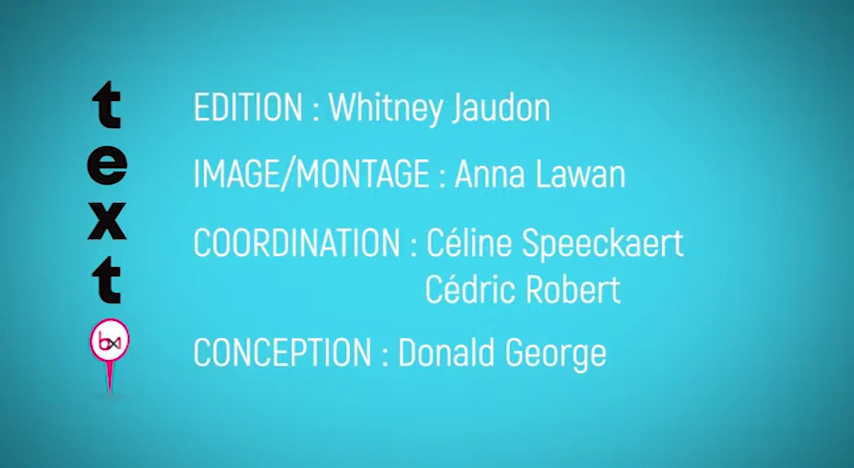 text
bx
EDITION : Whitney Jaudon
IMAGE/MONTAGE : Anna Lawan
COORDINATION : Céline Speeckaert
Cédric Robert
CONCEPTION : Donald George